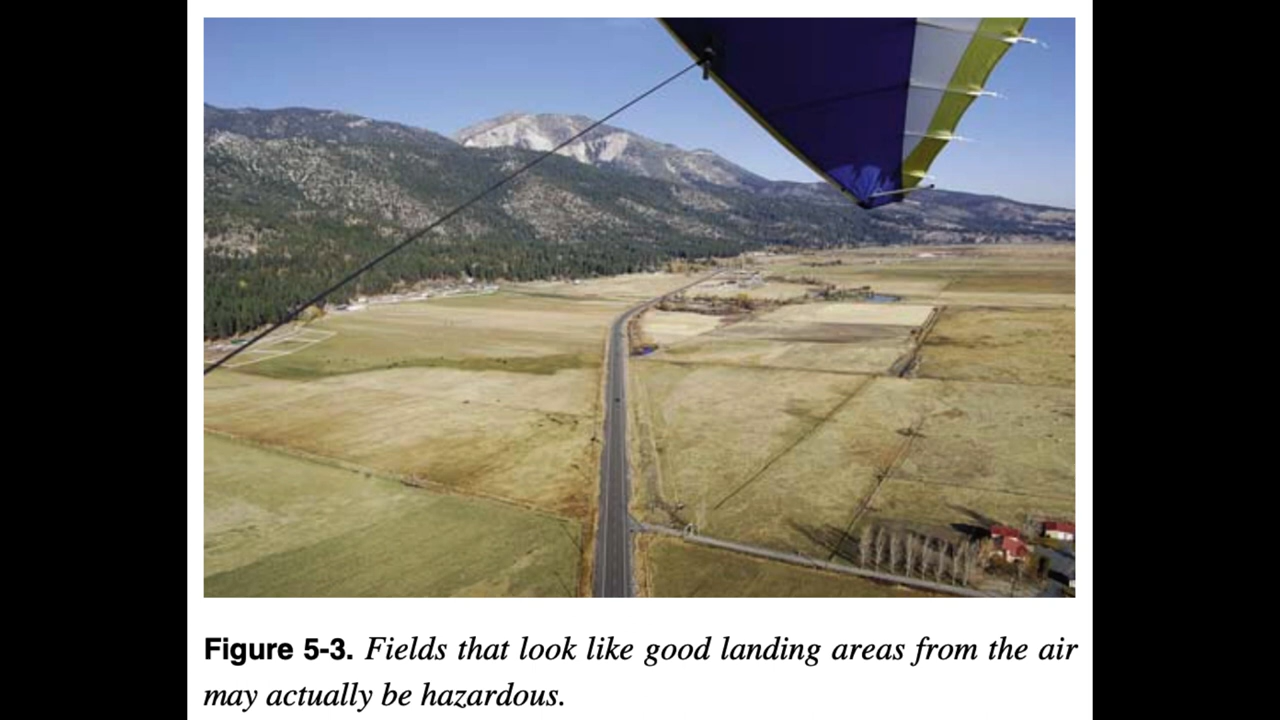 Figure 5-3. Fields that look like good landing areas from the air
may actually be hazardous.